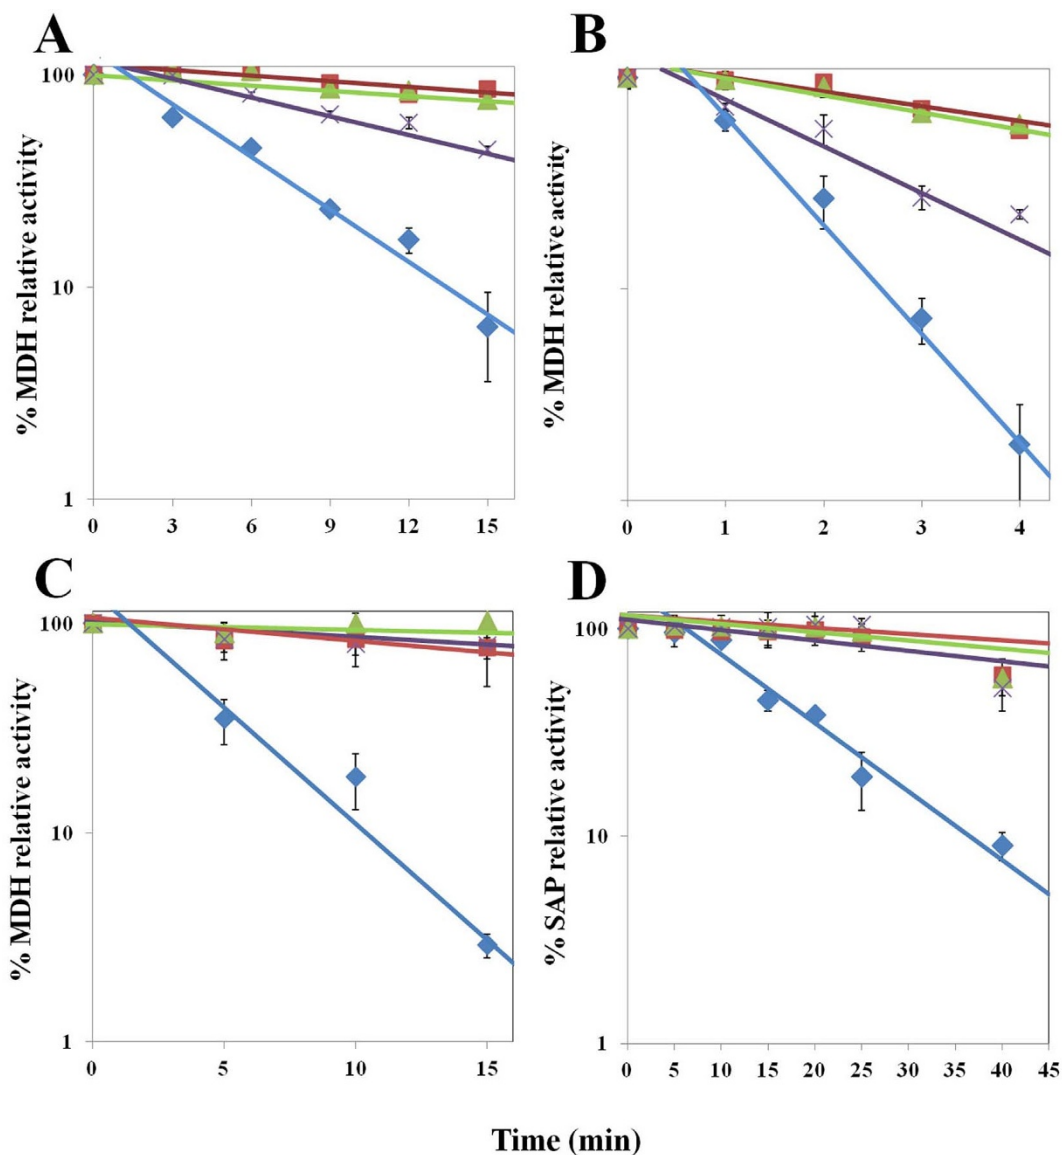 A
B
% MDH relative activity
100
10
1
0 3 6 9 12 15
% MDH relative activity
0 1 2 3 4
C
D
% MDH relative activity
100
10
1
0 5 10 15
% SAP relative activity
100
10
1
0 5 10 15 20 25 30 35 40 45
Time (min)